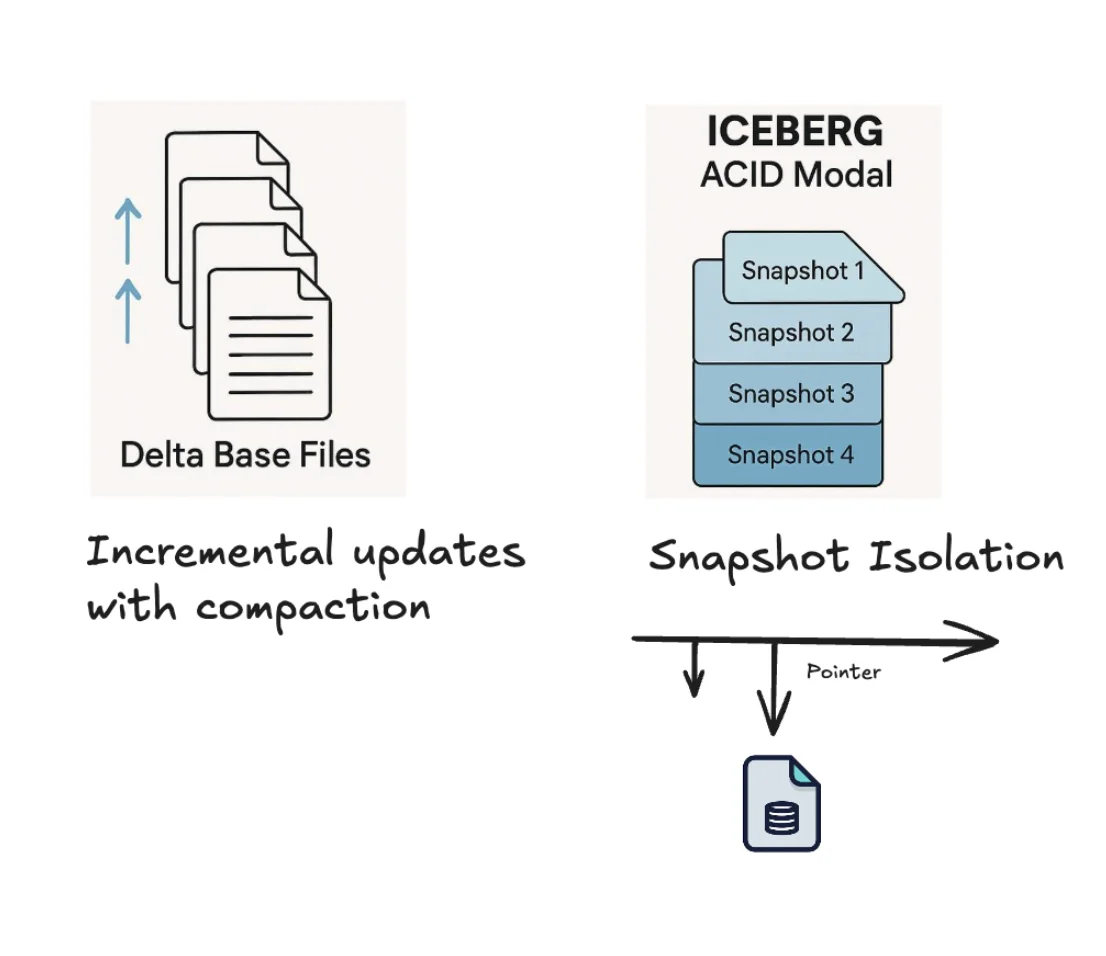 Delta Base Files
Incremental updates
with compaction
ICEBERG
ACID Modal
Snapshot 1
Snapshot 2
Snapshot 3
Snapshot 4
Snapshot Isolation
Pointer